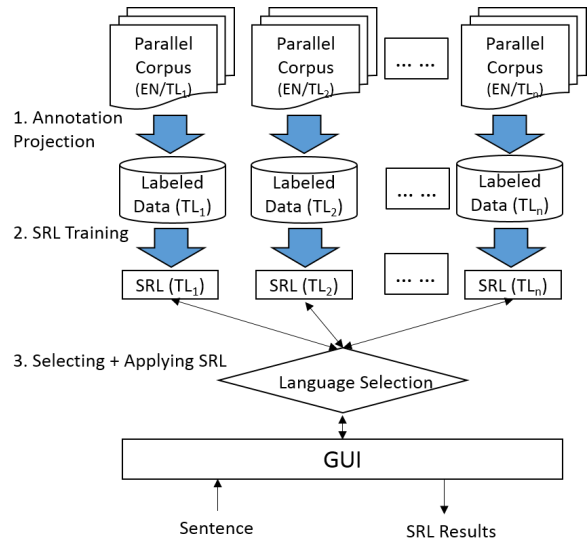 Parallel
Corpus
(EN/TL₁)
Parallel
Corpus
(EN/TL₂)
... ...
Parallel
Corpus
(EN/TLₙ)
1. Annotation
Projection
Labeled
Data (TL₁)
Labeled
Data (TL₂)
... ...
Labeled
Data (TLₙ)
2. SRL Training
SRL (TL₁)
SRL (TL₂)
... ...
SRL (TLₙ)
3. Selecting + Applying SRL
Language Selection
GUI
Sentence
SRL Results